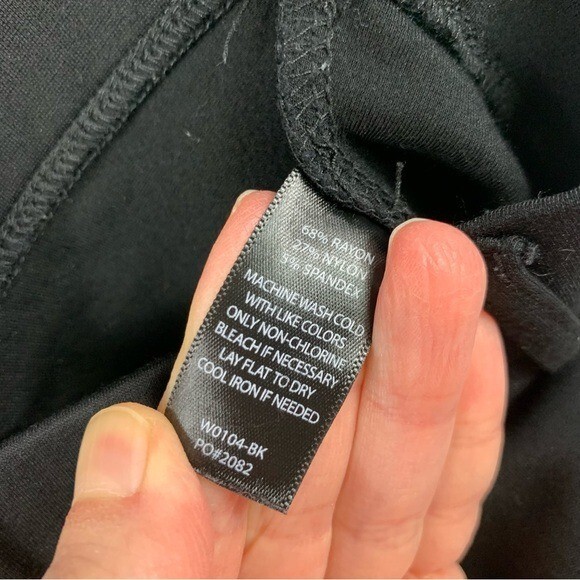 68% RAYON
27% NYLON
5% SPANDEX
MACHINE WASH COLD
WITH LIKE COLORS
ONLY NON-CHLORINE
BLEACH IF NECESSARY
LAY FLAT TO DRY
COOL IRON IF NEEDED
W0104-BK
PO#2082